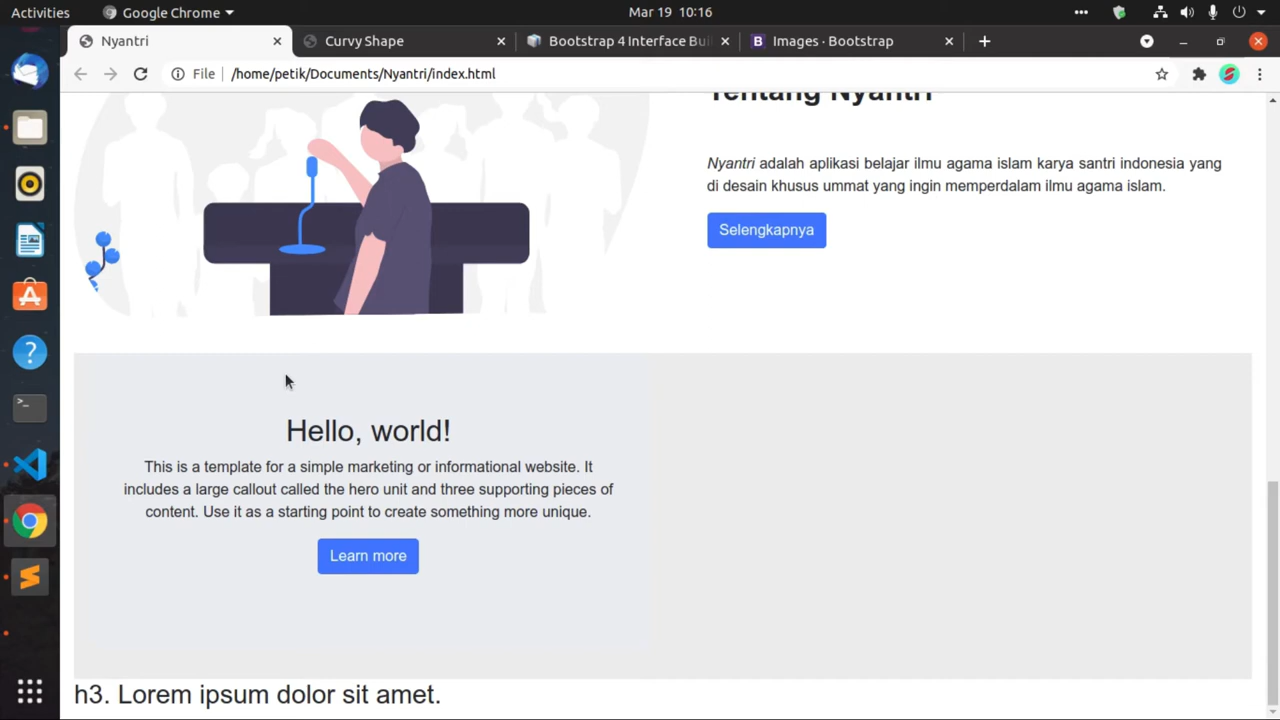 Activities
Google Chrome
Mar 19 10:16
Nyantri
Curvy Shape
Bootstrap 4 Interface Bui
Images · Bootstrap
File
/home/petik/Documents/Nyantri/index.html
Tentang Nyantri
Nyantri adalah aplikasi belajar ilmu agama islam karya santri indonesia yang
di desain khusus ummat yang ingin memperdalam ilmu agama islam.
Selengkapnya
Hello, world!
This is a template for a simple marketing or informational website. It
includes a large callout called the hero unit and three supporting pieces of
content. Use it as a starting point to create something more unique.
Learn more
h3. Lorem ipsum dolor sit amet.